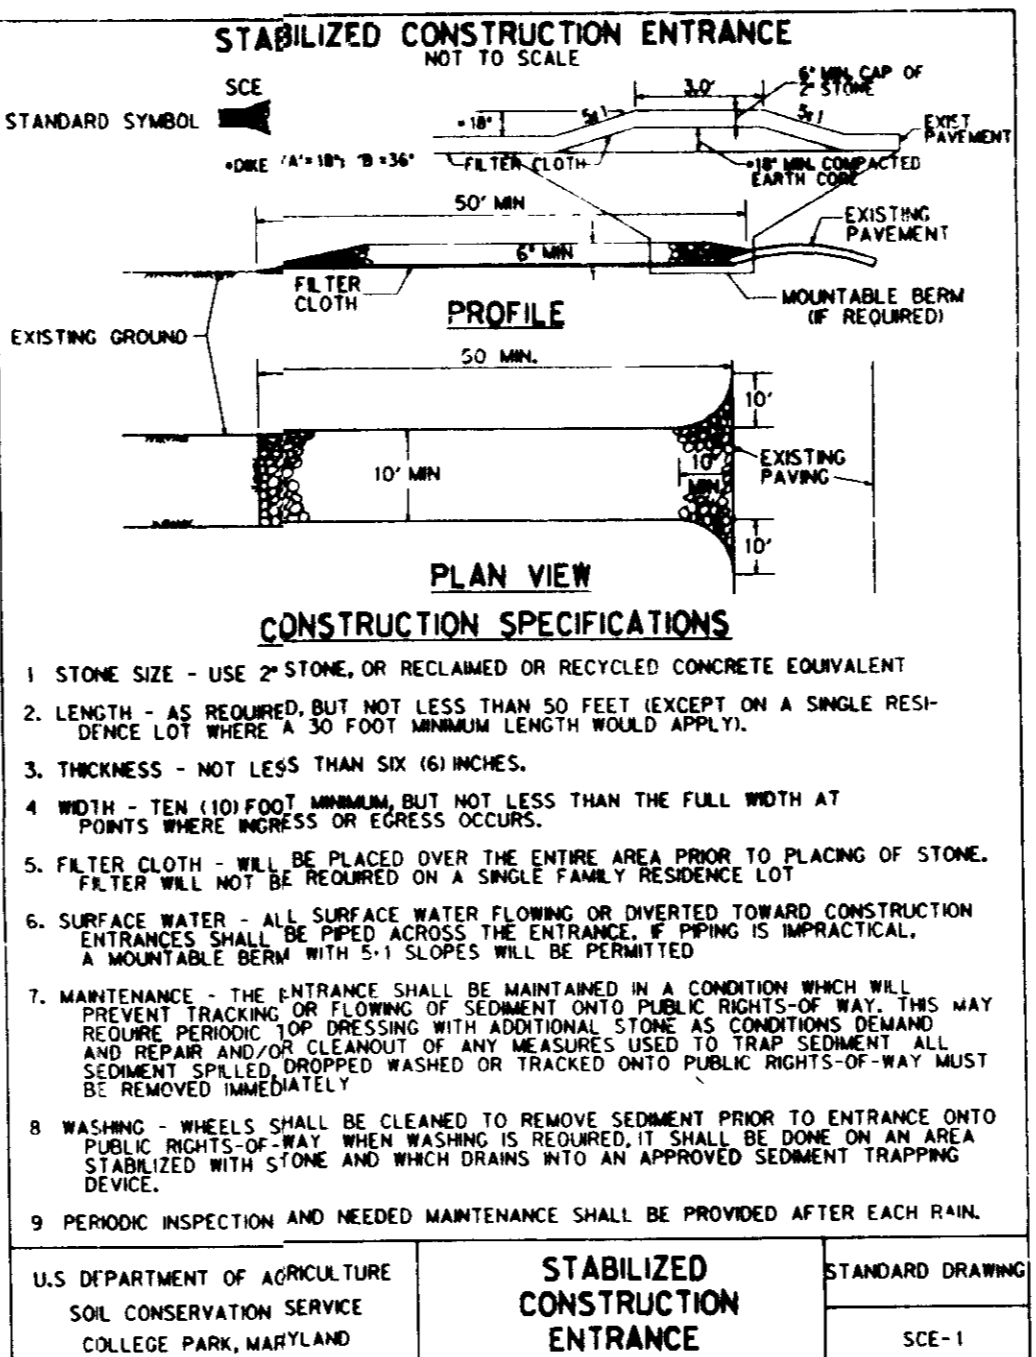 STABILIZED CONSTRUCTION ENTRANCE
NOT TO SCALE
SCE
STANDARD SYMBOL
3.0'
6" MIN. CAP OF
2" STONE
*18"
5:1
5:1
EXIST
PAVEMENT
*DIKE 'A'=18"; 'B'=36"
FILTER CLOTH
*18" MIN. COMPACTED
EARTH CORE
50' MIN
EXISTING
PAVEMENT
6" MIN
FILTER
CLOTH
PROFILE
MOUNTABLE BERM
(IF REQUIRED)
EXISTING GROUND
50 MIN.
10'
10' MIN
10'
MIN.
EXISTING
PAVING
10'
PLAN VIEW
CONSTRUCTION SPECIFICATIONS
1 STONE SIZE - USE 2" STONE, OR RECLAIMED OR RECYCLED CONCRETE EQUIVALENT
2. LENGTH - AS REQUIRED, BUT NOT LESS THAN 50 FEET (EXCEPT ON A SINGLE RESI-
DENCE LOT WHERE A 30 FOOT MINIMUM LENGTH WOULD APPLY).
3. THICKNESS - NOT LESS THAN SIX (6) INCHES.
4 WIDTH - TEN (10) FOOT MINIMUM, BUT NOT LESS THAN THE FULL WIDTH AT
POINTS WHERE INGRESS OR EGRESS OCCURS.
5. FILTER CLOTH - WILL BE PLACED OVER THE ENTIRE AREA PRIOR TO PLACING OF STONE.
FILTER WILL NOT BE REQUIRED ON A SINGLE FAMILY RESIDENCE LOT
6. SURFACE WATER - ALL SURFACE WATER FLOWING OR DIVERTED TOWARD CONSTRUCTION
ENTRANCES SHALL BE PIPED ACROSS THE ENTRANCE. IF PIPING IS IMPRACTICAL,
A MOUNTABLE BERM WITH 5:1 SLOPES WILL BE PERMITTED
7. MAINTENANCE - THE ENTRANCE SHALL BE MAINTAINED IN A CONDITION WHICH WILL
PREVENT TRACKING OR FLOWING OF SEDIMENT ONTO PUBLIC RIGHTS-OF WAY. THIS MAY
REQUIRE PERIODIC TOP DRESSING WITH ADDITIONAL STONE AS CONDITIONS DEMAND
AND REPAIR AND/OR CLEANOUT OF ANY MEASURES USED TO TRAP SEDIMENT ALL
SEDIMENT SPILLED, DROPPED WASHED OR TRACKED ONTO PUBLIC RIGHTS-OF-WAY MUST
BE REMOVED IMMEDIATELY
8 WASHING - WHEELS SHALL BE CLEANED TO REMOVE SEDIMENT PRIOR TO ENTRANCE ONTO
PUBLIC RIGHTS-OF-WAY WHEN WASHING IS REQUIRED, IT SHALL BE DONE ON AN AREA
STABILIZED WITH STONE AND WHICH DRAINS INTO AN APPROVED SEDIMENT TRAPPING
DEVICE.
9 PERIODIC INSPECTION AND NEEDED MAINTENANCE SHALL BE PROVIDED AFTER EACH RAIN.
U.S DEPARTMENT OF AGRICULTURE
SOIL CONSERVATION SERVICE
COLLEGE PARK, MARYLAND
STABILIZED
CONSTRUCTION
ENTRANCE
STANDARD DRAWING
SCE-1